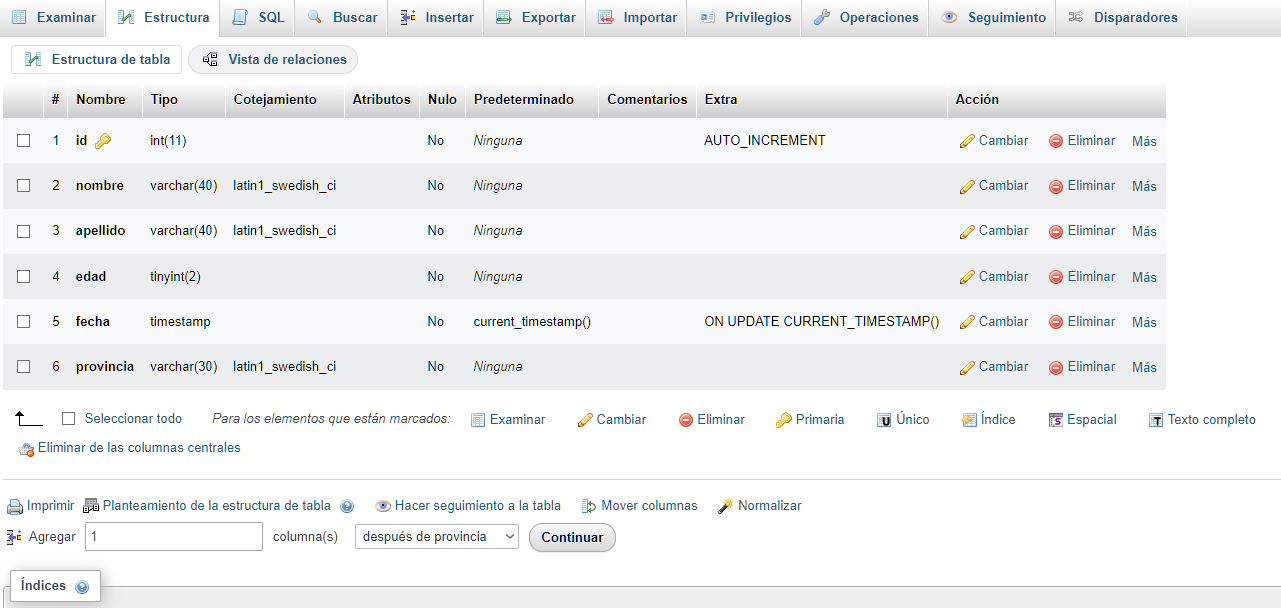 Examinar Estructura SQL Buscar Insertar Exportar Importar Privilegios Operaciones Seguimiento Disparadores
Estructura de tabla Vista de relaciones
# Nombre Tipo Cotejamiento Atributos Nulo Predeterminado Comentarios Extra Acción
1 id int(11) No Ninguna AUTO_INCREMENT Cambiar Eliminar Más
2 nombre varchar(40) latin1_swedish_ci No Ninguna Cambiar Eliminar Más
3 apellido varchar(40) latin1_swedish_ci No Ninguna Cambiar Eliminar Más
4 edad tinyint(2) No Ninguna Cambiar Eliminar Más
5 fecha timestamp No current_timestamp() ON UPDATE CURRENT_TIMESTAMP() Cambiar Eliminar Más
6 provincia varchar(30) latin1_swedish_ci No Ninguna Cambiar Eliminar Más
Seleccionar todo Para los elementos que están marcados: Examinar Cambiar Eliminar Primaria Único Índice Espacial Texto completo
Eliminar de las columnas centrales
Imprimir Planteamiento de la estructura de tabla Hacer seguimiento a la tabla Mover columnas Normalizar
Agregar 1 columna(s) después de provincia Continuar
Índices